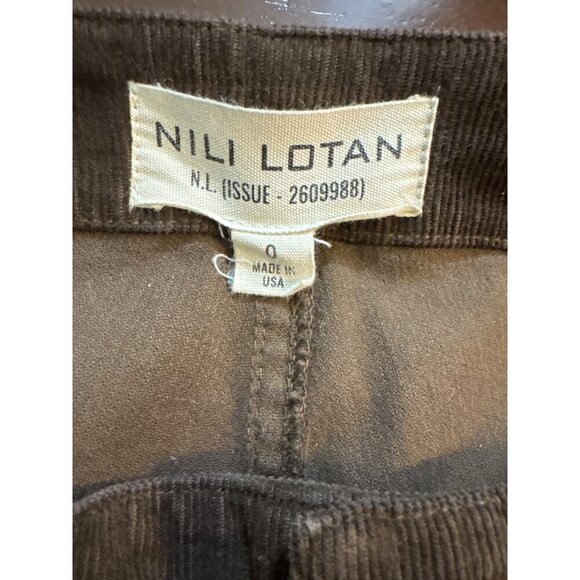 NILI LOTAN
N.L. (ISSUE - 2609988)
0
MADE IN
USA